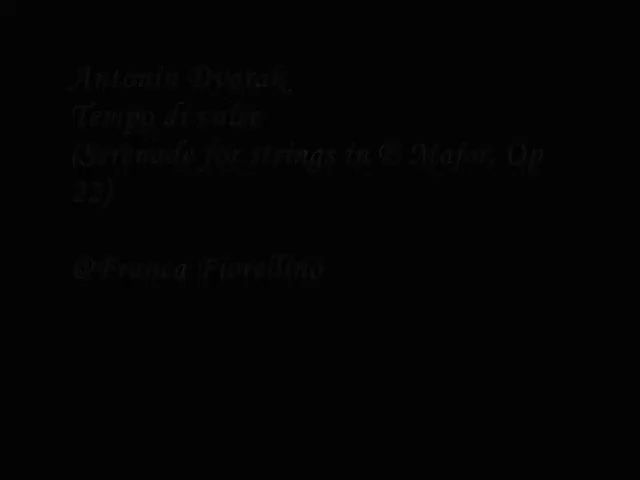 Antonin Dvorak
Tempo di valse
(Serenade for strings in E Major, Op
22)
@Franca Fiorellino